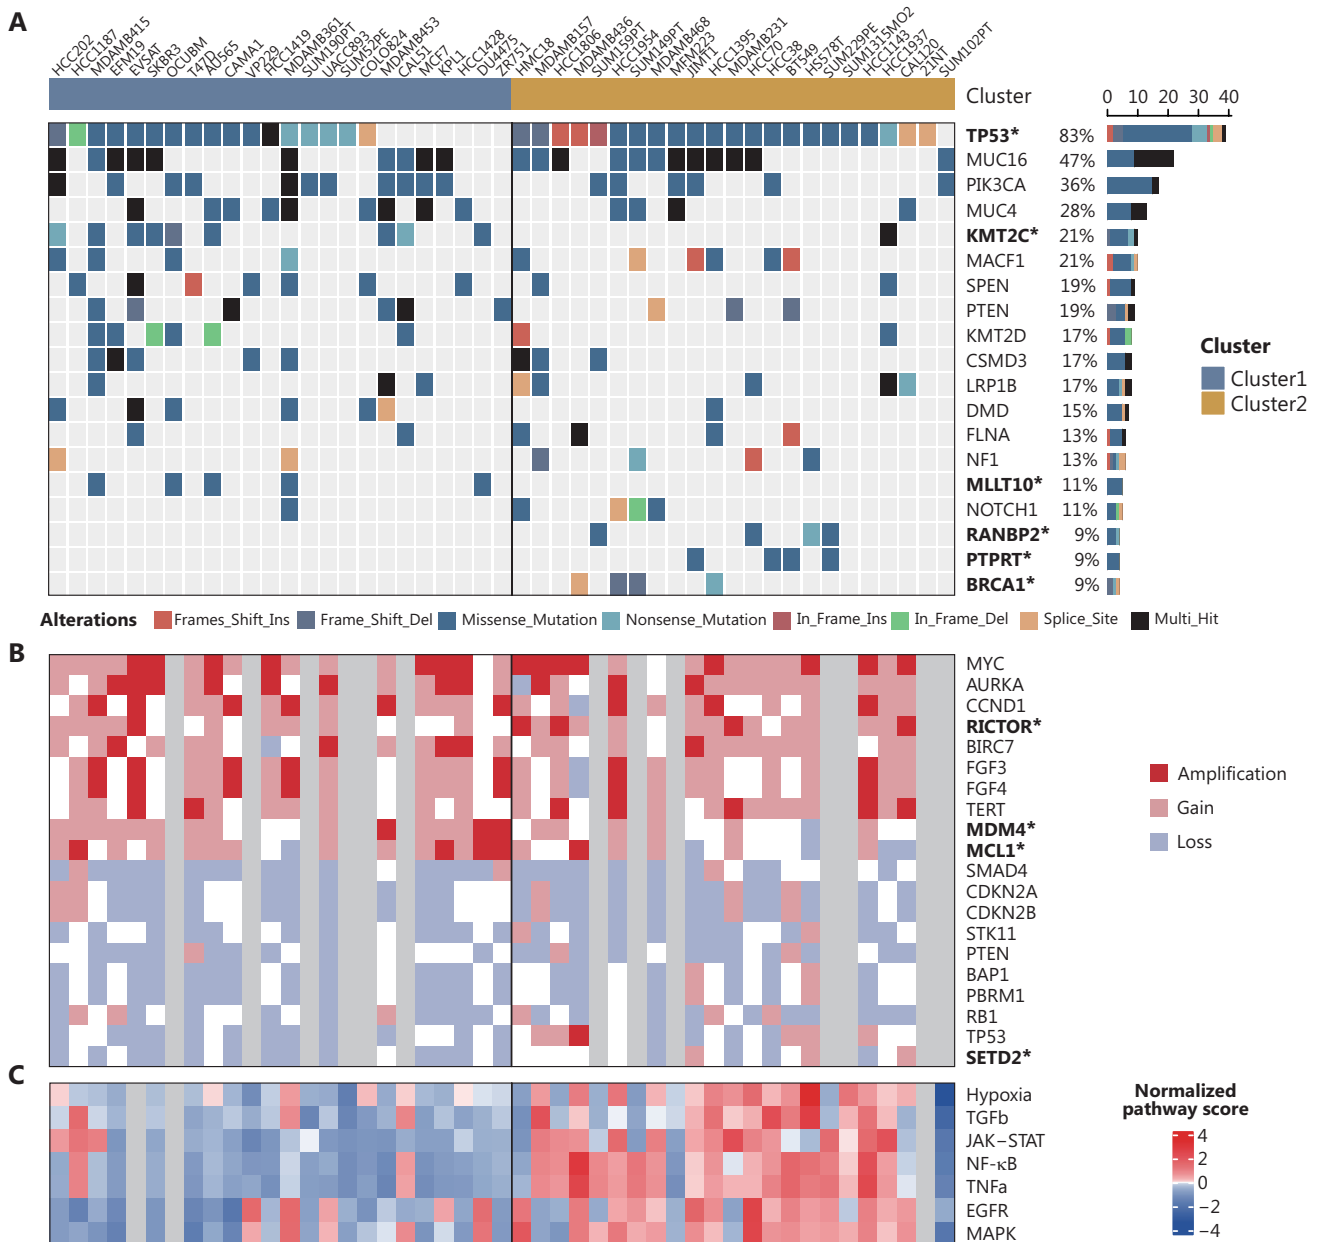 A
HCC202
HCC1187
MDAMB415
EFM19
EVSAT
SKBR3
OCUBM
T47D
AU565
CAMA1
VP229
HCC1419
MDAMB361
SUM190PT
UACC893
SUM52PE
COLO824
MDAMB453
CAL51
MCF7
KPL1
HCC1428
DU4475
ZR751
HMC18
MDAMB157
HCC1806
MDAMB436
SUM159PT
HCC1954
SUM149PT
MDAMB468
MFM223
JIMT1
HCC1395
MDAMB231
HCC70
HCC38
BT549
HS578T
SUM229PE
SUM1315MO2
HCC1143
HCC1937
CAL120
21NT
SUM102PT
Cluster
0 10 20 30 40
TP53* 83%
MUC16 47%
PIK3CA 36%
MUC4 28%
KMT2C* 21%
MACF1 21%
SPEN 19%
PTEN 19%
KMT2D 17%
CSMD3 17%
LRP1B 17%
DMD 15%
FLNA 13%
NF1 13%
MLLT10* 11%
NOTCH1 11%
RANBP2* 9%
PTPRT* 9%
BRCA1* 9%
Cluster
Cluster1
Cluster2
Alterations Frames_Shift_Ins Frame_Shift_Del Missense_Mutation Nonsense_Mutation In_Frame_Ins In_Frame_Del Splice_Site Multi_Hit
B
MYC
AURKA
CCND1
RICTOR*
BIRC7
FGF3
FGF4
TERT
MDM4*
MCL1*
SMAD4
CDKN2A
CDKN2B
STK11
PTEN
BAP1
PBRM1
RB1
TP53
SETD2*
Amplification
Gain
Loss
C
Hypoxia
TGFb
JAK−STAT
NF-κB
TNFa
EGFR
MAPK
Normalized
pathway score
4
2
0
−2
−4